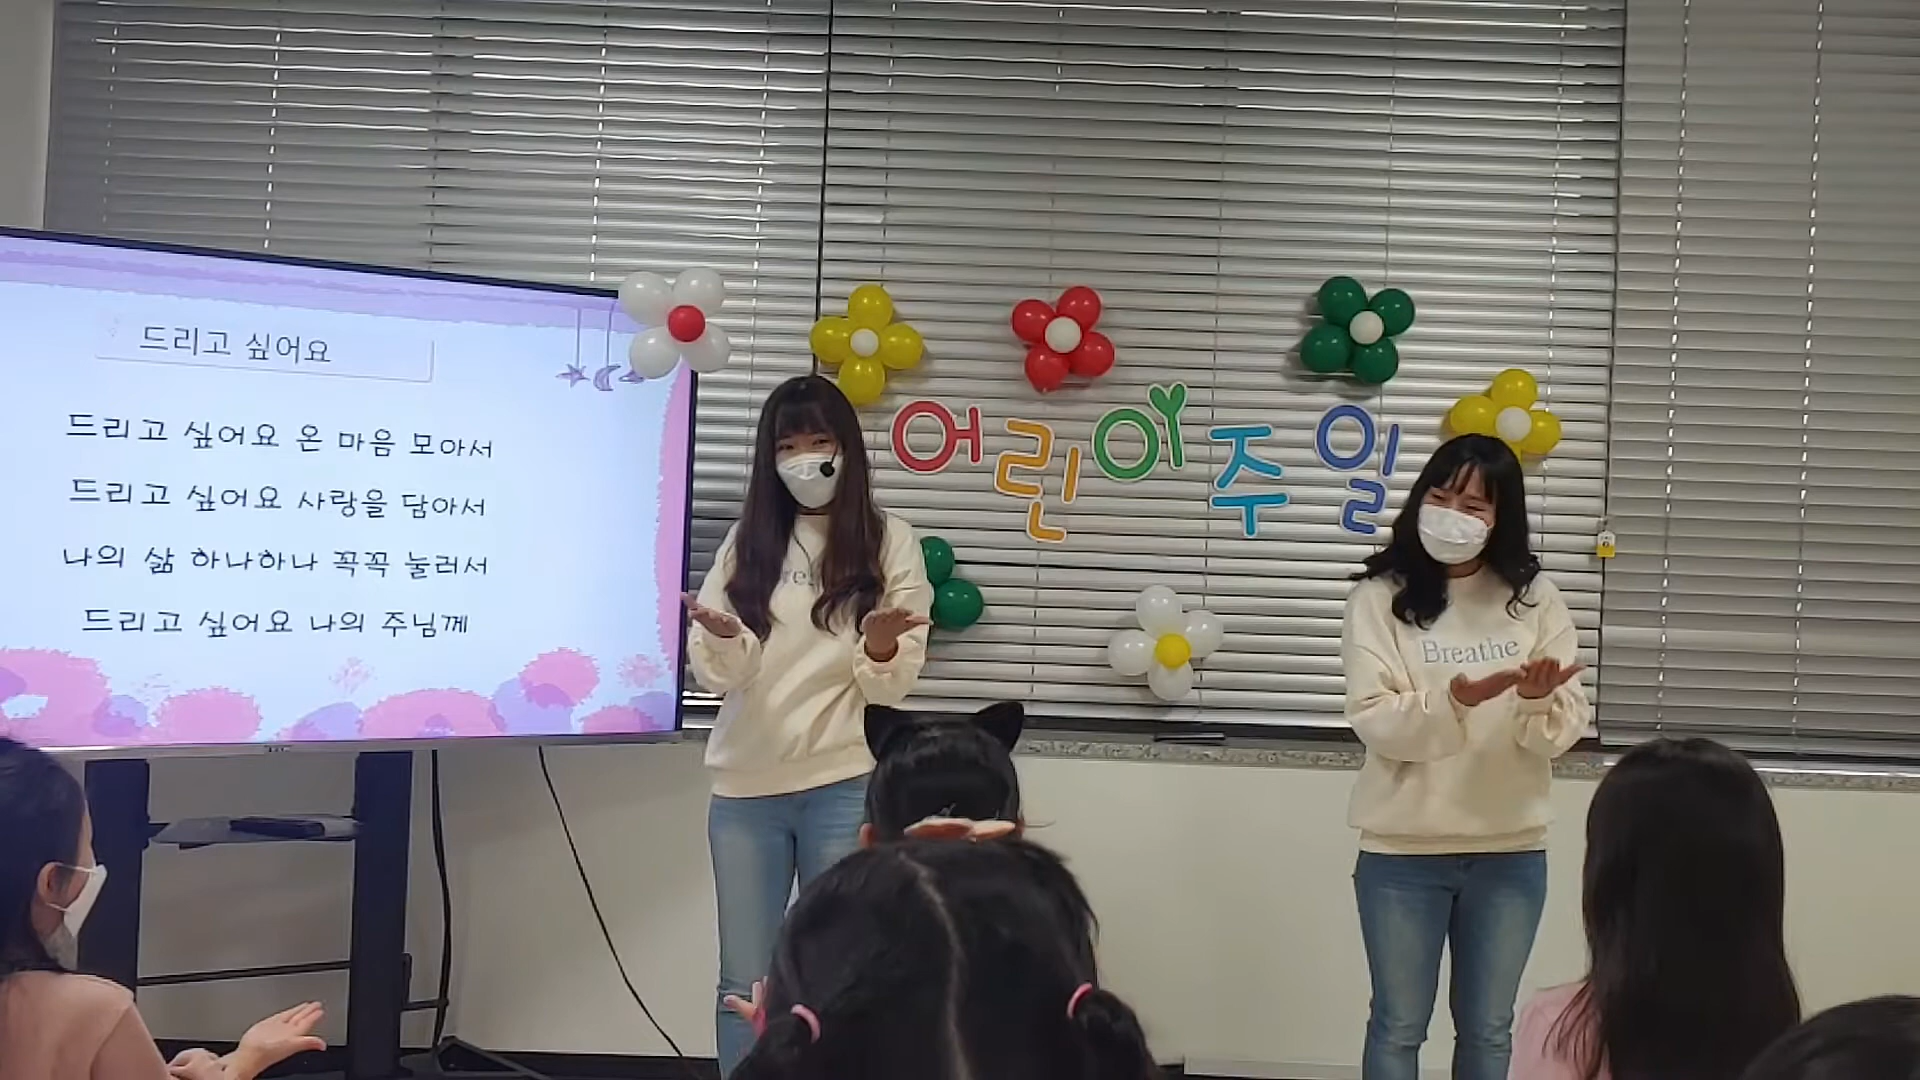 드리고 싶어요
드리고 싶어요 온 마음 모아서
드리고 싶어요 사랑을 담아서
나의 삶 하나하나 꼭꼭 눌러서
드리고 싶어요 나의 주님께
어린이주일
Breathe